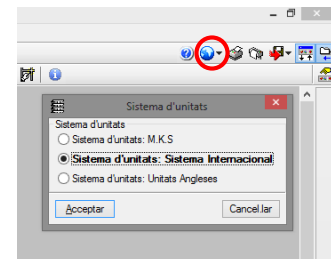 Sistema d'unitats
Sistema d'unitats
Sistema d'unitats: M.K.S
Sistema d'unitats: Sistema Internacional
Sistema d'unitats: Unitats Angleses
Acceptar
Cancel.lar